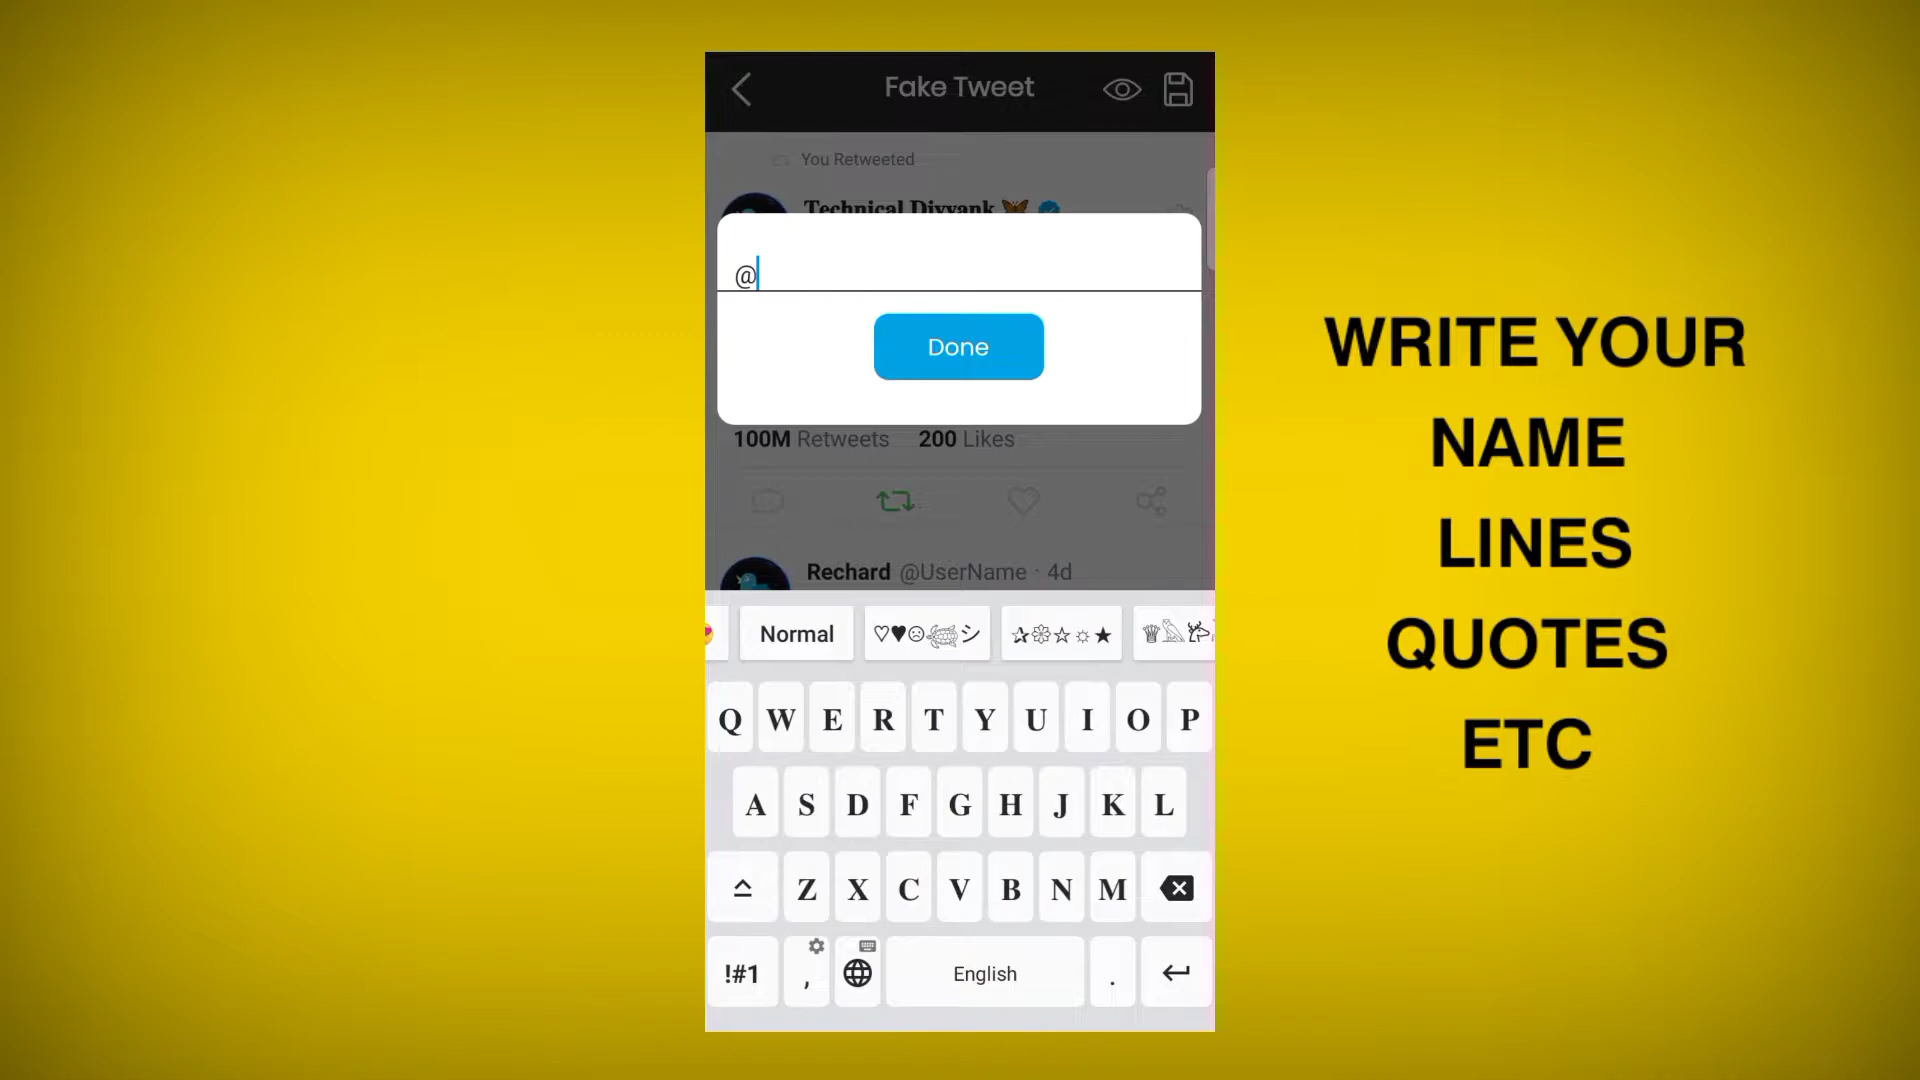 Fake Tweet
You Retweeted
Technical Divyank 🦋
@
Done
100M Retweets 200 Likes
Rechard @UserName · 4d
Normal ♡♥☹🐢シ ✰❁☆☼★
Q W E R T Y U I O P
A S D F G H J K L
Z X C V B N M
!#1 , English .
WRITE YOUR
NAME
LINES
QUOTES
ETC